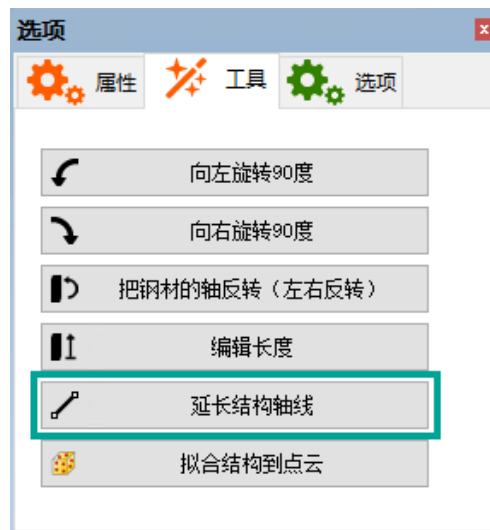 选项
属性 工具 选项
向左旋转90度
向右旋转90度
把钢材的轴反转（左右反转）
编辑长度
延长结构轴线
拟合结构到点云